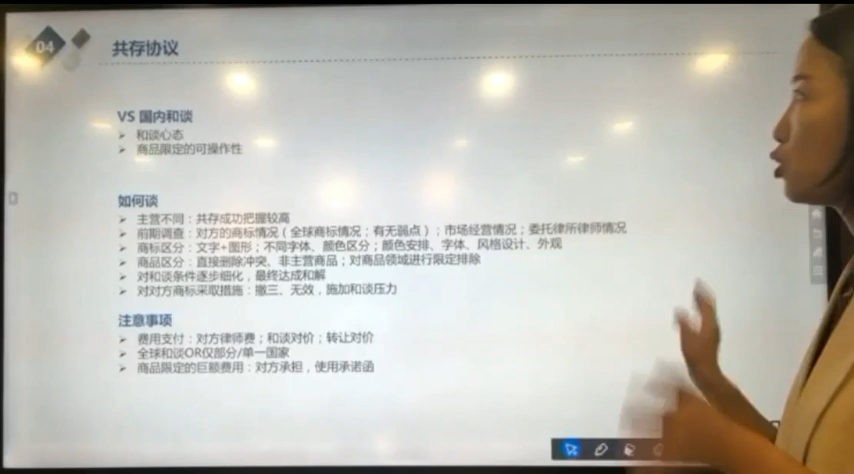 04
共存协议
VS 国内和谈
和谈心态
商品限定的可操作性
如何谈
主营不同：共存成功把握较高
前期调查：对方的商标情况（全球商标情况；有无弱点）；市场经营情况；委托律所律师情况
商标区分：文字+图形；不同字体、颜色区分；颜色安排、字体、风格设计、外观
商品区分：直接删除冲突、非主营商品；对商品领域进行限定排除
对和谈条件逐步细化，最终达成和解
对对方商标采取措施：撤三、无效，施加和谈压力
注意事项
费用支付：对方律师费；和谈对价；转让对价
全球和谈OR仅部分/单一国家
商品限定的巨额费用：对方承担，使用承诺函